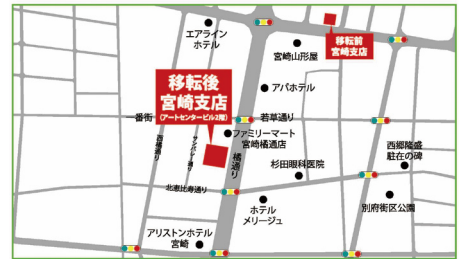 エアライン
ホテル
宮崎山形屋
移転前
宮崎支店
移転後
宮崎支店
(アートセンタービル2階)
アパホテル
一番街
若草通り
ファミリーマート
宮崎橘通店
西橘通り
サンバリー通り
橘通り
杉田眼科医院
西郷隆盛
駐在の碑
北恵比寿通り
ホテル
メリージュ
別府街区公園
アリストンホテル
宮崎